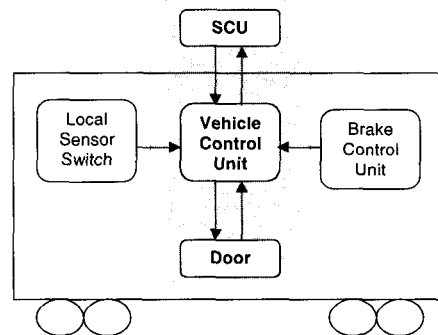 SCU
Local
Sensor
Switch
Vehicle
Control
Unit
Brake
Control
Unit
Door